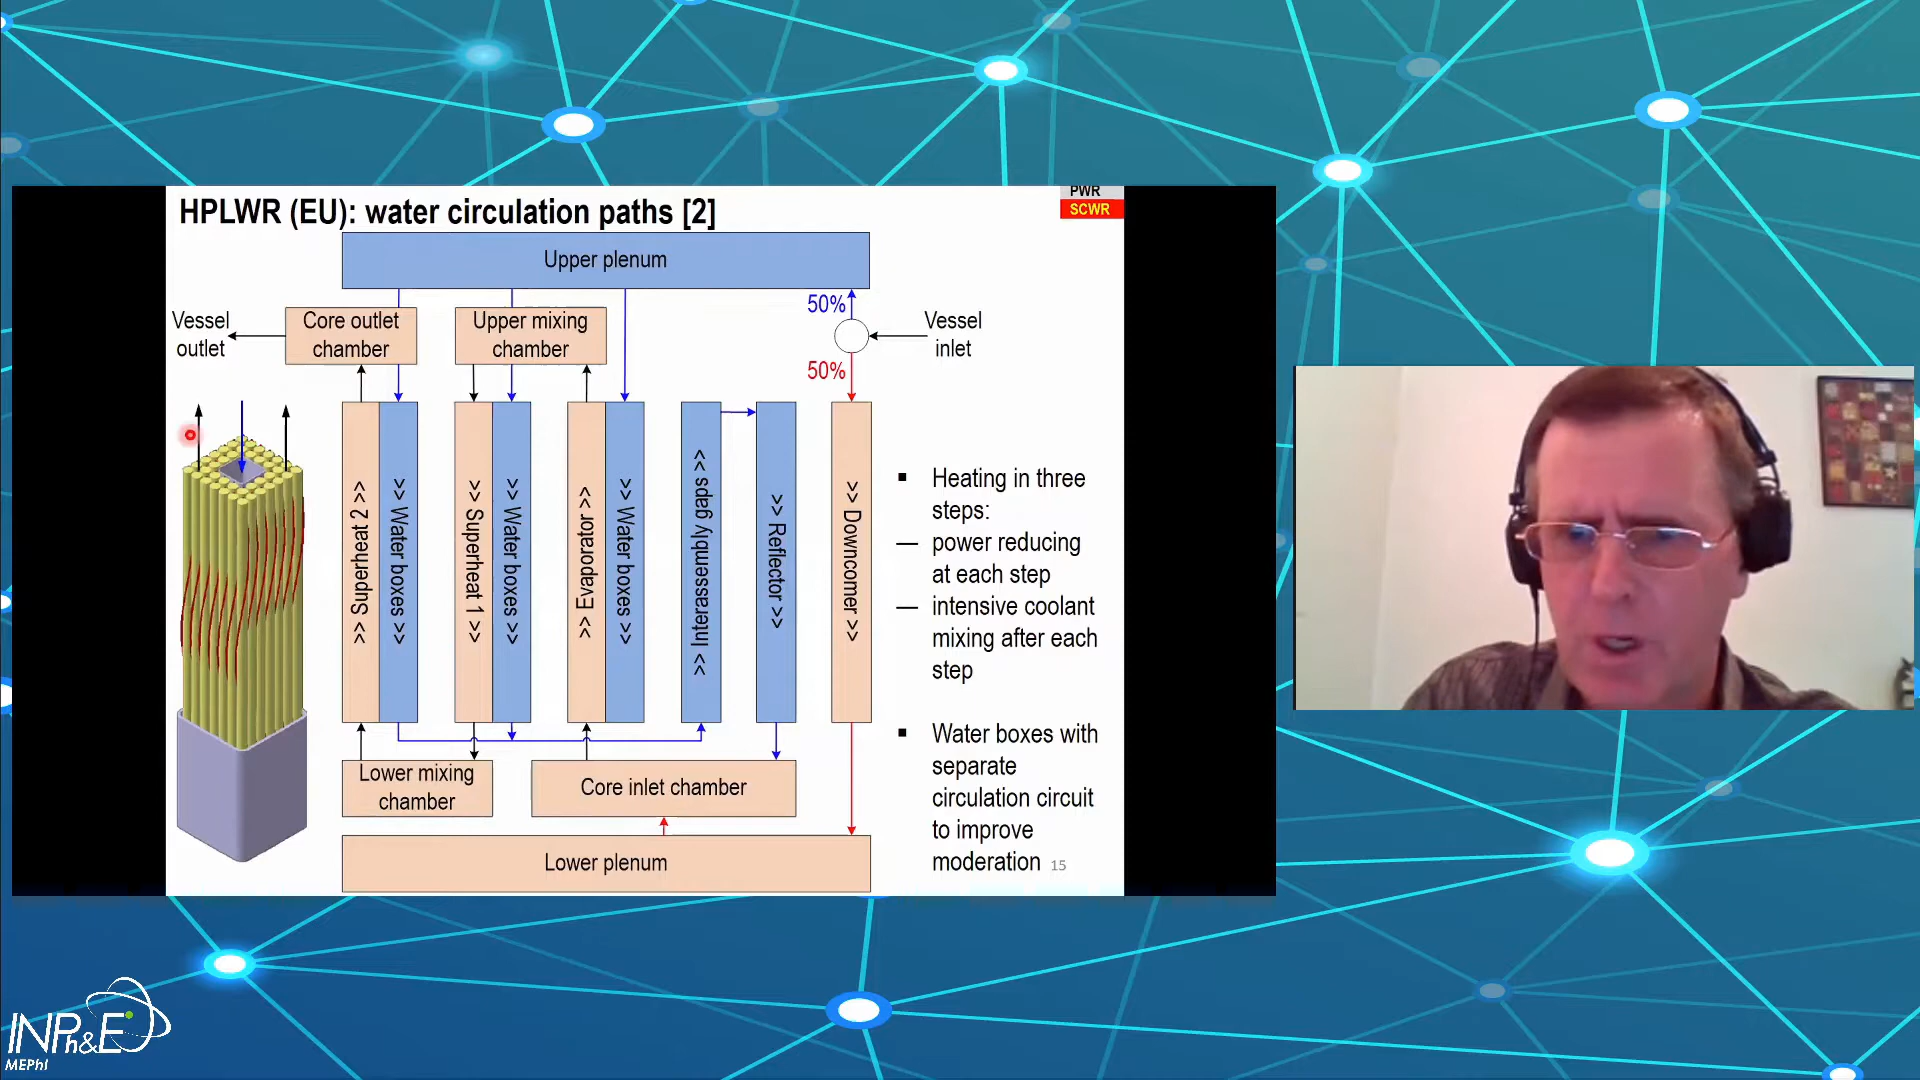 HPLWR (EU): water circulation paths [2]
PWR
SCWR
Upper plenum
50%
50%
Vessel
inlet
Vessel
outlet
Core outlet
chamber
Upper mixing
chamber
>> Superheat 2 >>
>> Water boxes <<
>> Superheat 1 >>
>> Water boxes >>
>> Evaporator >>
>> Water boxes <<
>> Interassembly gaps >>
>> Reflector >>
>> Downcomer >>
Lower mixing
chamber
Core inlet chamber
Lower plenum
▪ Heating in three
steps:
— power reducing
at each step
— intensive coolant
mixing after each
step
▪ Water boxes with
separate
circulation circuit
to improve
moderation
15
INPh&E
MEPhI